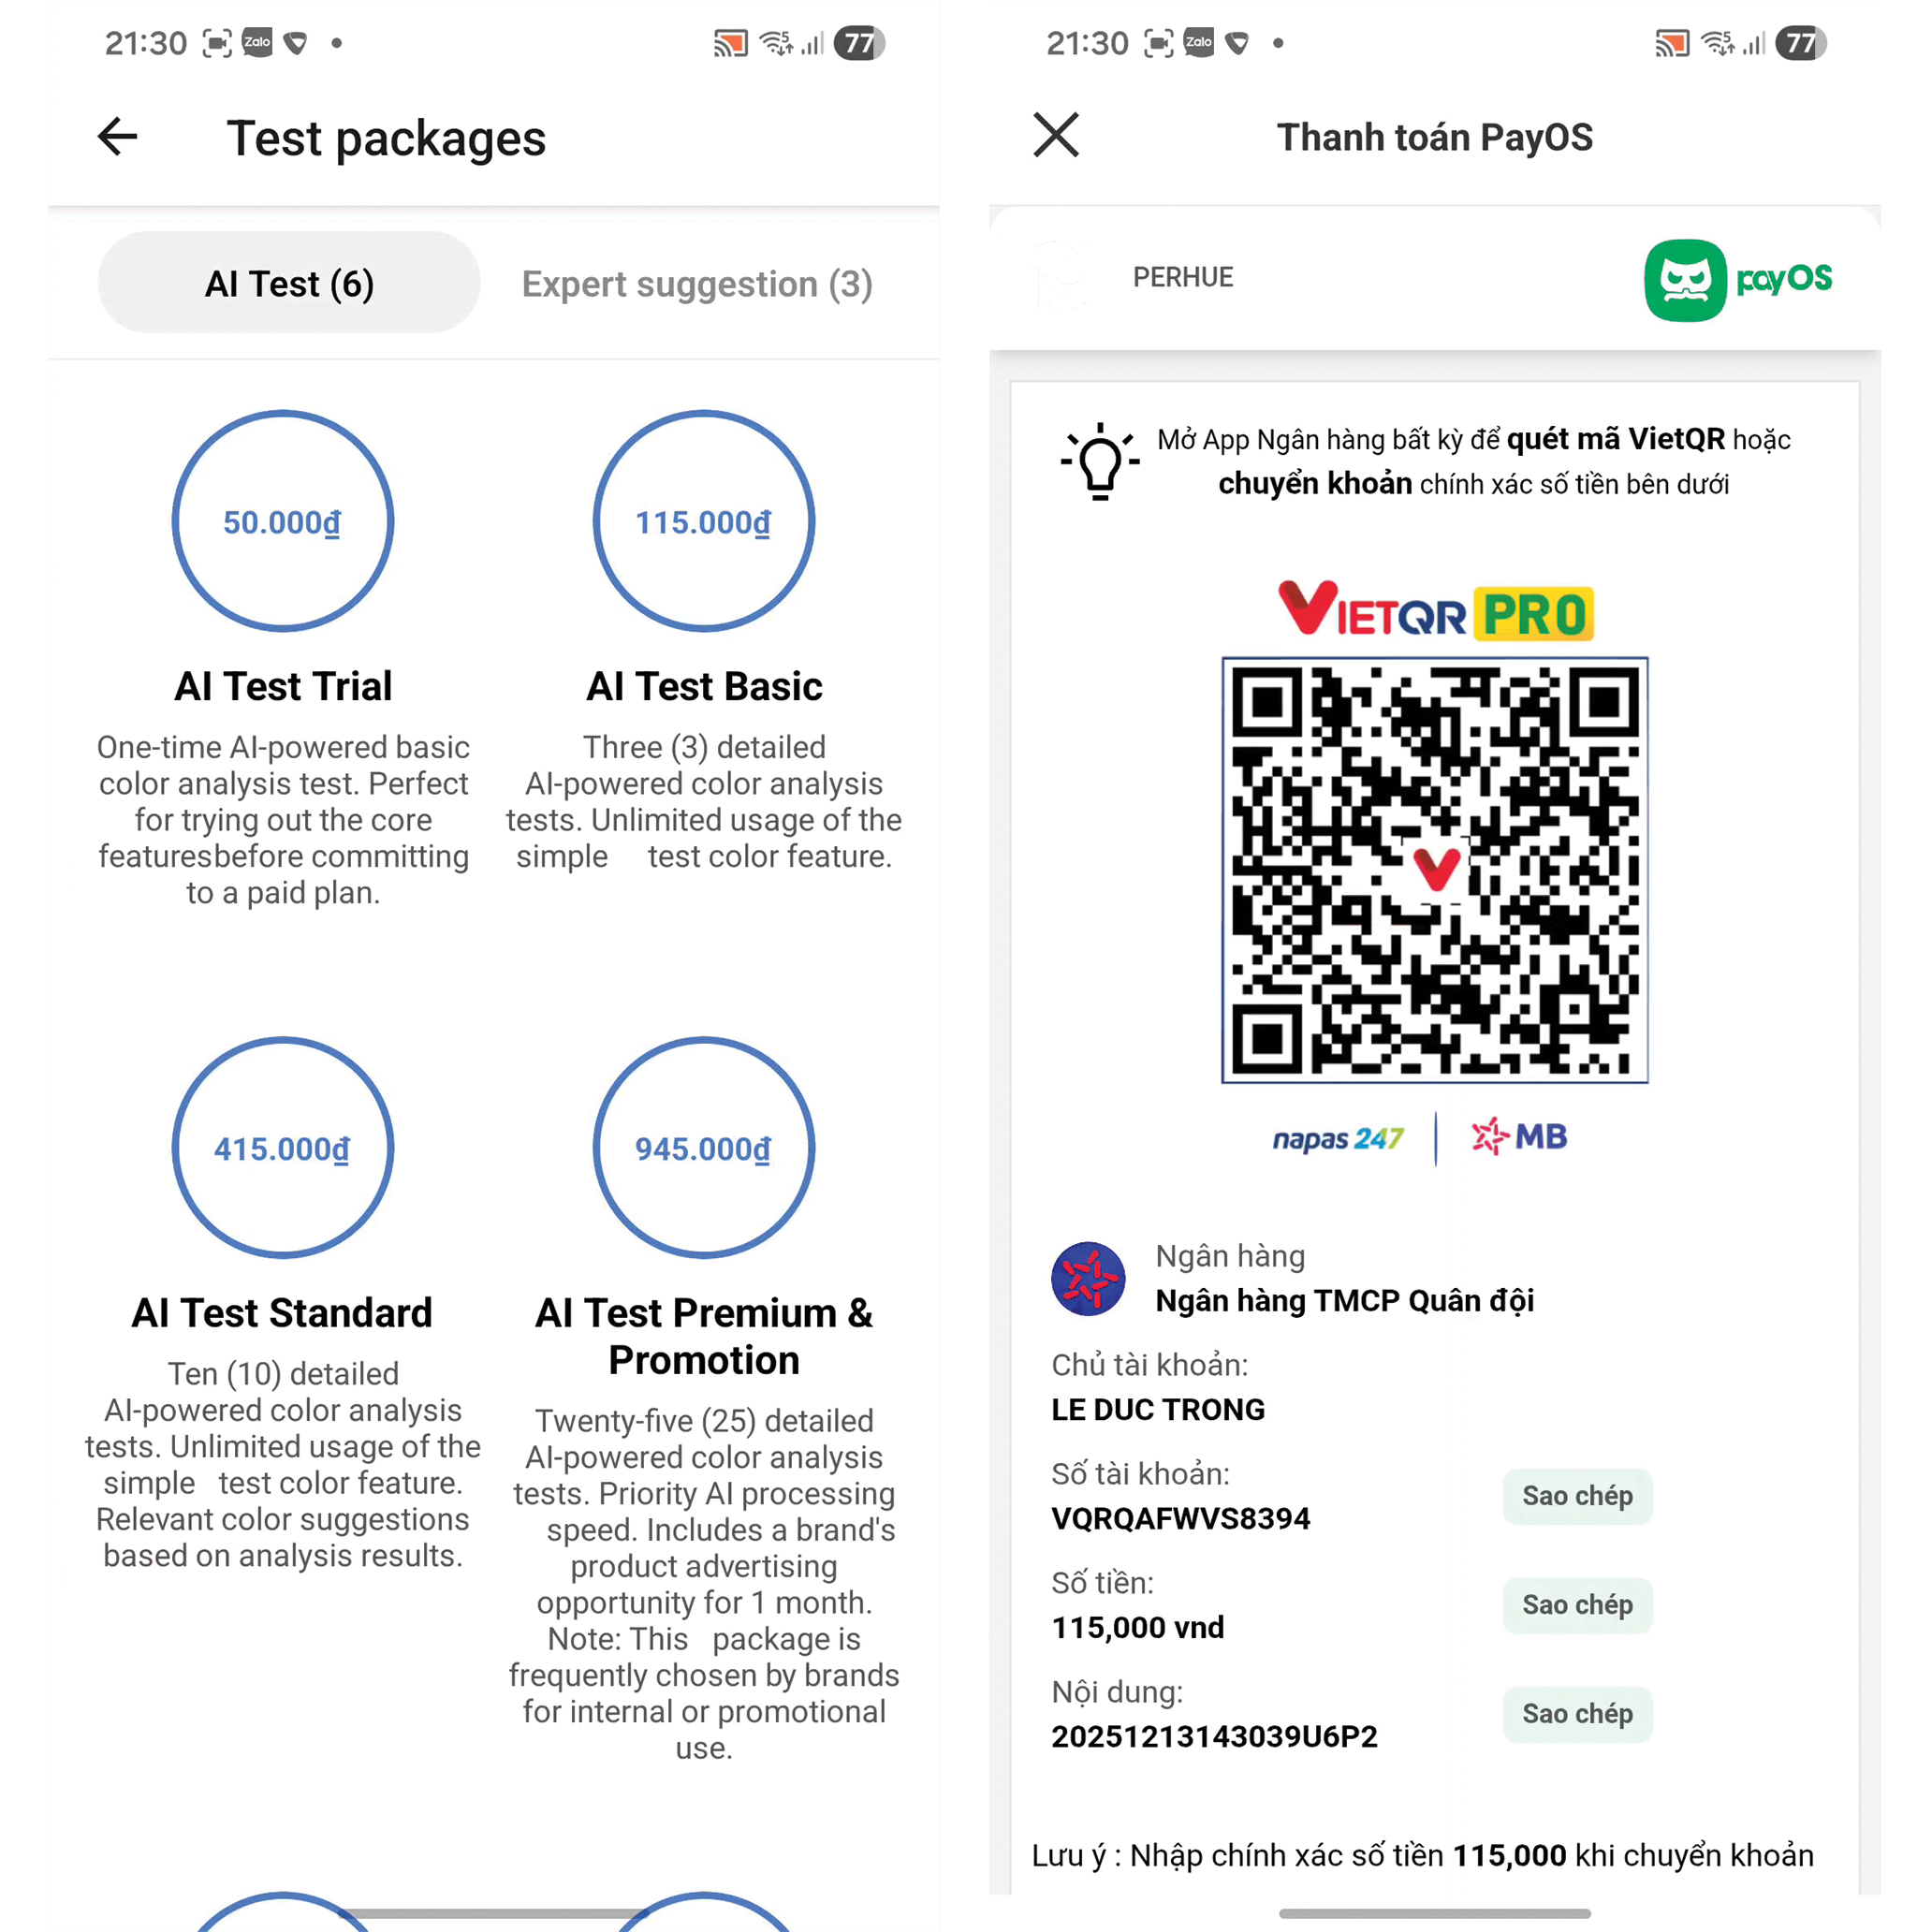 21:30 Zalo 5 77
Test packages
AI Test (6) Expert suggestion (3)
50.000₫
AI Test Trial
One-time AI-powered basic
color analysis test. Perfect
for trying out the core
featuresbefore committing
to a paid plan.
115.000₫
AI Test Basic
Three (3) detailed
AI-powered color analysis
tests. Unlimited usage of the
simple test color feature.
415.000₫
AI Test Standard
Ten (10) detailed
AI-powered color analysis
tests. Unlimited usage of the
simple test color feature.
Relevant color suggestions
based on analysis results.
945.000₫
AI Test Premium &
Promotion
Twenty-five (25) detailed
AI-powered color analysis
tests. Priority AI processing
speed. Includes a brand's
product advertising
opportunity for 1 month.
Note: This package is
frequently chosen by brands
for internal or promotional
use.
21:30 Zalo 5 77
Thanh toán PayOS
PERHUE payOS
Mở App Ngân hàng bất kỳ để quét mã VietQR hoặc
chuyển khoản chính xác số tiền bên dưới
VIETQR PRO
napas 247 MB
Ngân hàng
Ngân hàng TMCP Quân đội
Chủ tài khoản:
LE DUC TRONG
Số tài khoản:
VQRQAFWVS8394 Sao chép
Số tiền:
115,000 vnd Sao chép
Nội dung:
20251213143039U6P2 Sao chép
Lưu ý : Nhập chính xác số tiền 115,000 khi chuyển khoản